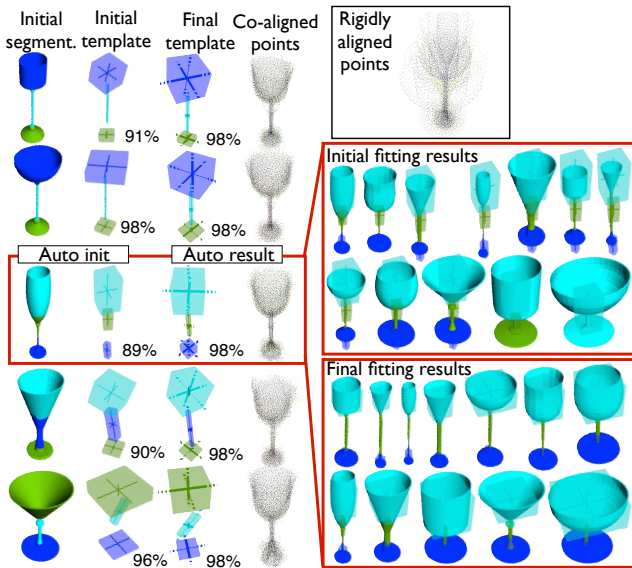 Initial segment.
Initial template
Final template
Co-aligned points
Rigidly aligned points
91%
98%
98%
98%
Initial fitting results
Auto init
Auto result
89%
98%
Final fitting results
90%
98%
96%
98%